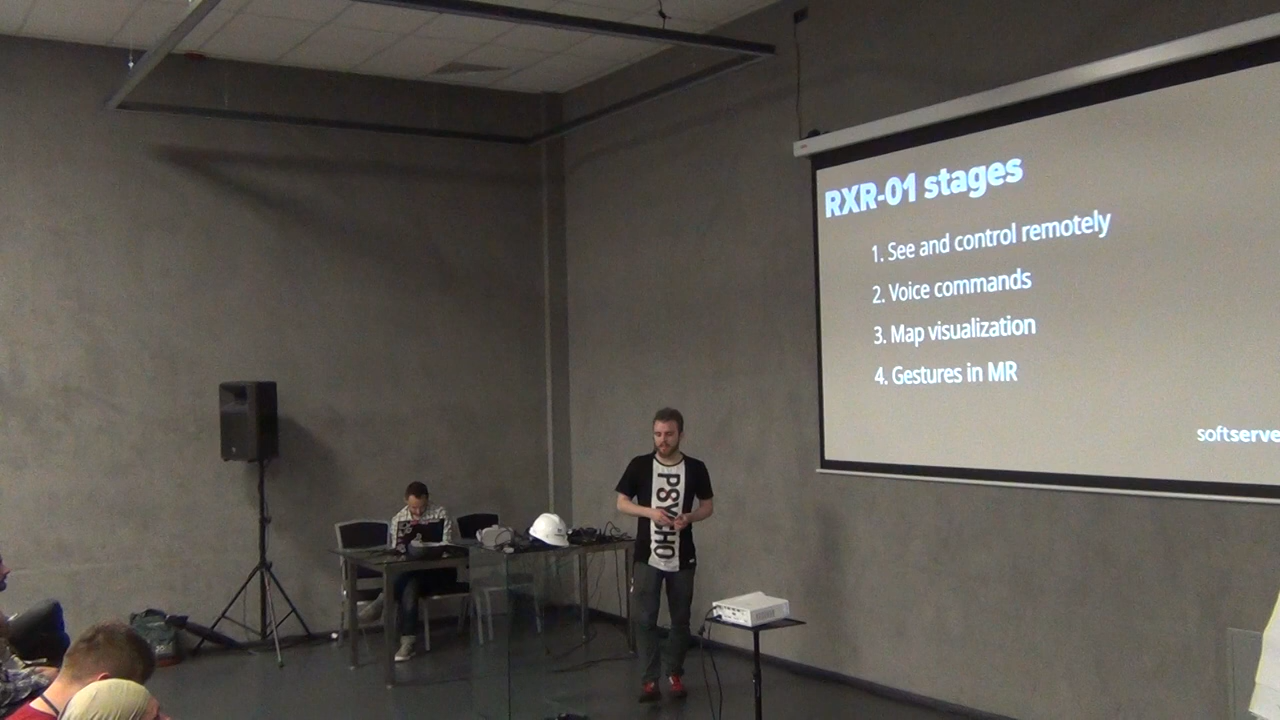 RXR-01 stages
1. See and control remotely
2. Voice commands
3. Map visualization
4. Gestures in MR
softserve
PSYCHO